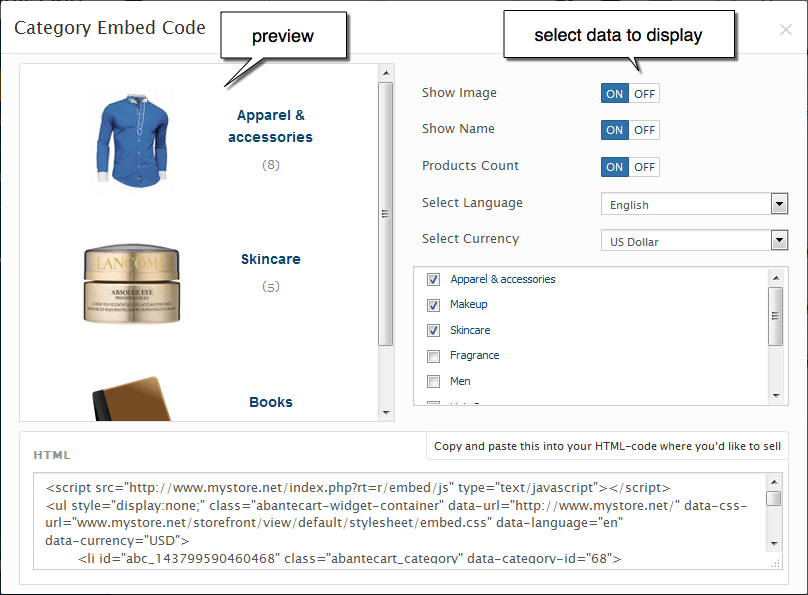 Category Embed Code
preview
select data to display
Apparel &
accessories
(8)
LANCOM
ABSOLUE EYE
Skincare
(5)
Books
Show Image
ON OFF
Show Name
ON OFF
Products Count
ON OFF
Select Language
English
Select Currency
US Dollar
Apparel & accessories
Makeup
Skincare
Fragrance
Men
HTML
Copy and paste this into your HTML-code where you'd like to sell
<script src="http://www.mystore.net/index.php?rt=r/embed/js" type="text/javascript"></script>
<ul style="display:none;" class="abantecart-widget-container" data-url="http://www.mystore.net/" data-css-
url="www.mystore.net/storefront/view/default/stylesheet/embed.css" data-language="en"
data-currency="USD">
<li id="abc_143799590460468" class="abantecart_category" data-category-id="68">